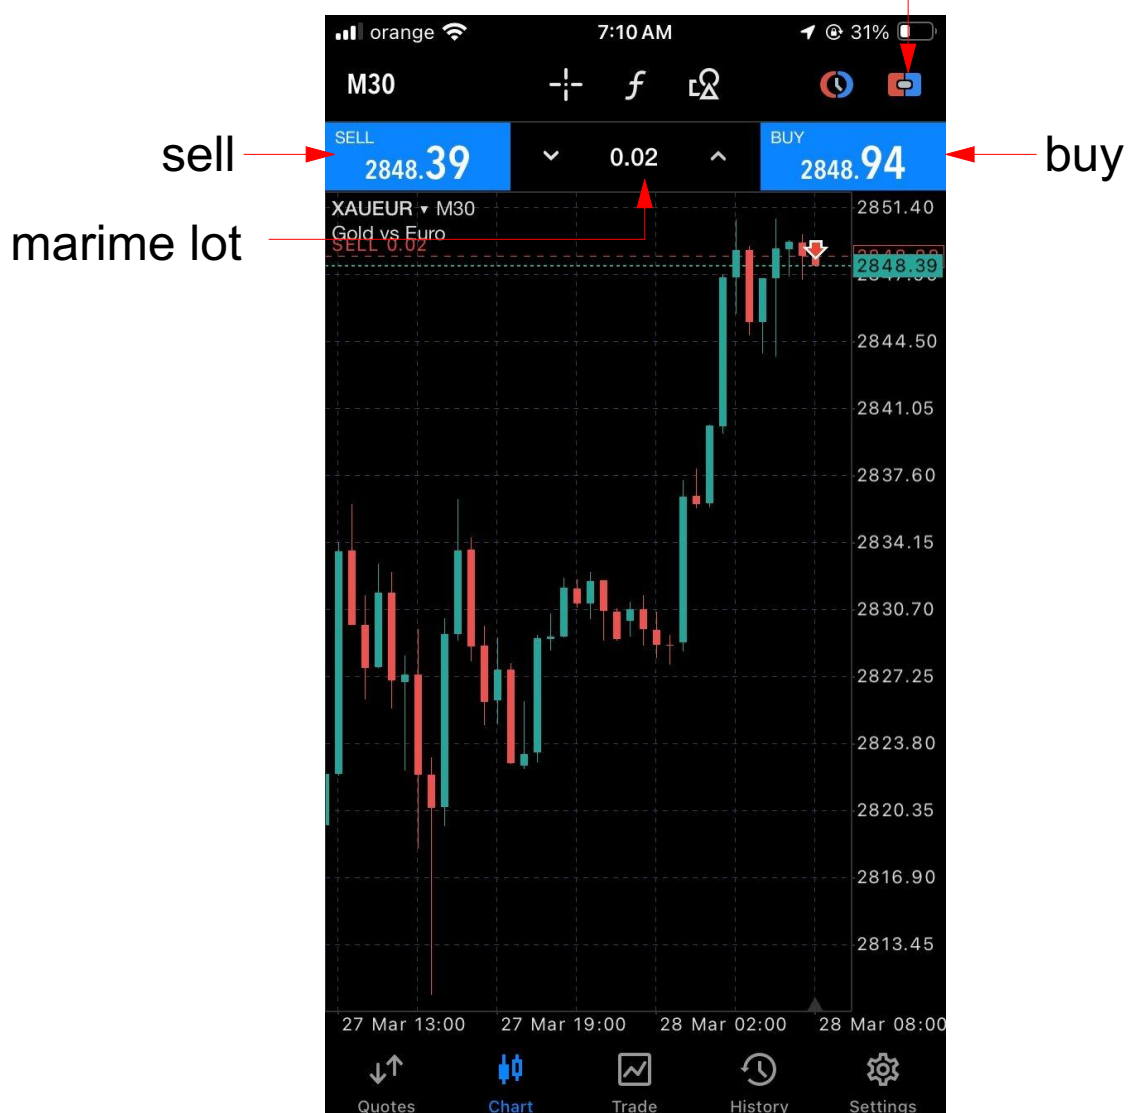 orange 7:10 AM 31%
M30 f
SELL 2848.39 0.02 BUY 2848.94
sell
buy
marime lot
XAUEUR ▾ M30
Gold vs Euro
SELL 0.02
2851.40
2848.39
2844.50
2841.05
2837.60
2834.15
2830.70
2827.25
2823.80
2820.35
2816.90
2813.45
27 Mar 13:00 27 Mar 19:00 28 Mar 02:00 28 Mar 08:00
Quotes Chart Trade History Settings